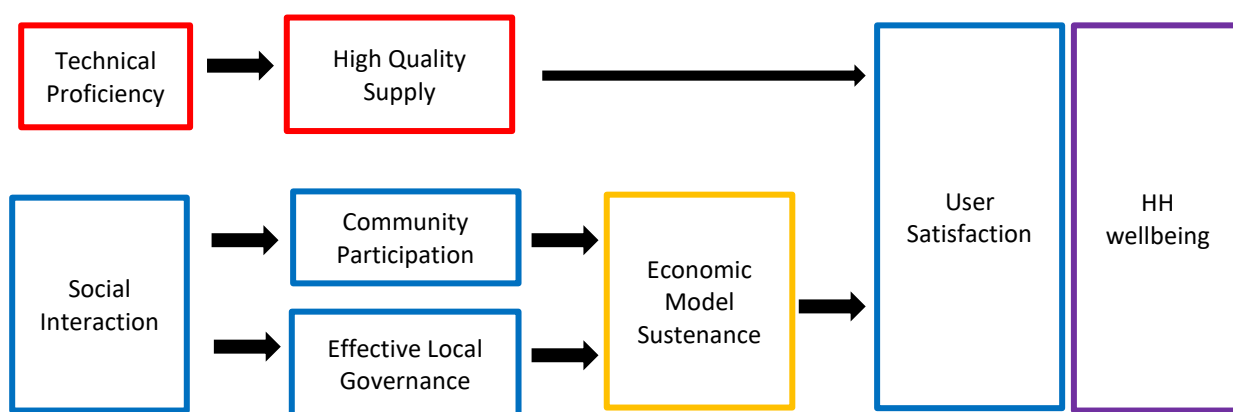 Technical
Proficiency
High Quality
Supply
Social
Interaction
Community
Participation
Effective Local
Governance
Economic
Model
Sustenance
User
Satisfaction
HH
wellbeing